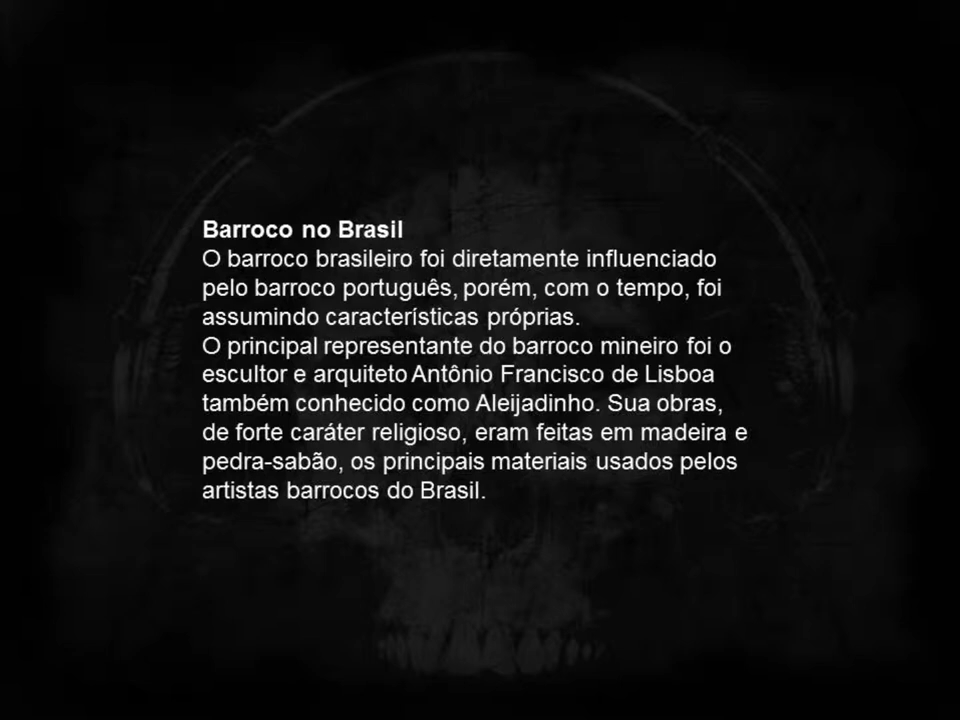 Barroco no Brasil
O barroco brasileiro foi diretamente influenciado
pelo barroco português, porém, com o tempo, foi
assumindo características próprias.
O principal representante do barroco mineiro foi o
escultor e arquiteto Antônio Francisco de Lisboa
também conhecido como Aleijadinho. Sua obras,
de forte caráter religioso, eram feitas em madeira e
pedra-sabão, os principais materiais usados pelos
artistas barrocos do Brasil.